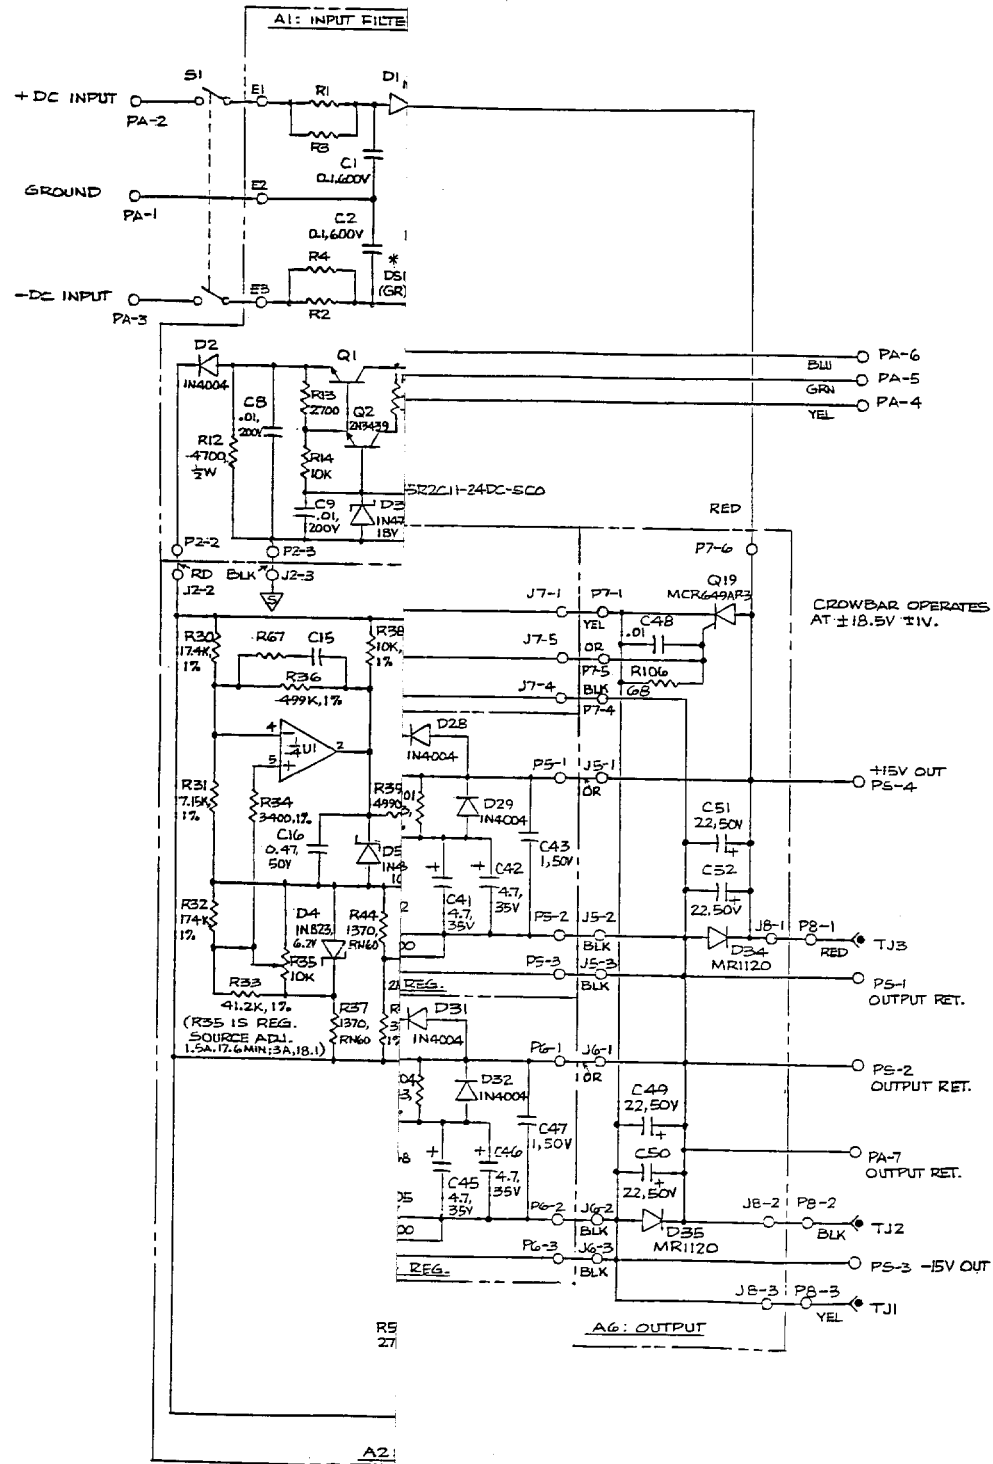 A1: INPUT FILTE
S1
E1
R1
D1
+DC INPUT
PA-2
R3
C1
0.1,600V
GROUND
E2
PA-1
C2
0.1,600V
R4
*
DS1
(GR)
-DC INPUT
E3
R2
PA-3
D2
1N4004
Q1
BLU
PA-6
GRN
PA-5
YEL
PA-4
C8
.01,
200V
R13
2700
Q2
2N3439
R12
4700,
½W
R14
10K
5R2C11-24DC-5CO
C9
.01,
200V
D3
1N47
18V
RED
P2-2
P2-3
P7-6
RD
BLK
J2-2
J2-3
S
J7-1
P7-1
YEL
Q19
MCR649AP3
CROWBAR OPERATES
AT ±18.5V ±1V.
C48
.01
J7-5
OR
P7-5
R106
68
J7-4
BLK
P7-4
R30
17.4K,
1%
R67
C15
R38
10K,
1%
R36
499K,1%
4
¼U1
2
5
D28
1N4004
P5-1
J5-1
OR
+15V OUT
PS-4
R31
7.15K
1%
R34
3400,1%
R39
4990
.01
D29
1N4004
C43
1,50V
C51
22,50V
+
C16
0.47,
50V
D5
1N4
+
+
C42
4.7,
35V
C41
4.7,
35V
C52
22,50V
+
R32
174K
1%
D4
1N823,
6.2V
R44
1370,
RN60
P5-2
J5-2
BLK
D34
MR1120
J8-1
P8-1
RED
TJ3
R35
10K
P5-3
J5-3
BLK
PS-1
OUTPUT RET.
R33
41.2K,1%
REG.
(R35 IS REG.
SOURCE ADJ.
1.5A,17.6MIN; 3A,18.1)
R37
1370,
RN60
D31
1N4004
P6-1
J6-1
OR
PS-2
OUTPUT RET.
D32
1N4004
C49
22,50V
+
C47
1,50V
+
+
C46
4.7,
35V
C45
4.7,
35V
C50
22,50V
+
PA-7
OUTPUT RET.
P6-2
J6-2
BLK
D35
MR1120
J8-2
P8-2
BLK
TJ2
P6-3
J6-3
BLK
PS-3 -15V OUT
REG.
J8-3
P8-3
YEL
TJ1
A6: OUTPUT
R5
27
A2: